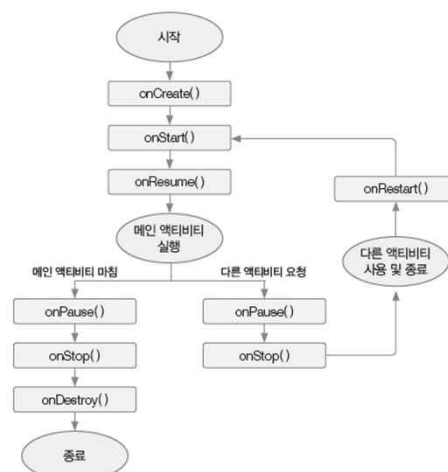 시작
onCreate( )
onStart( )
onResume( )
onRestart( )
메인 액티비티
실행
다른 액티비티
사용 및 종료
메인 액티비티 마침
다른 액티비티 요청
onPause( )
onPause( )
onStop( )
onStop( )
onDestroy( )
종료